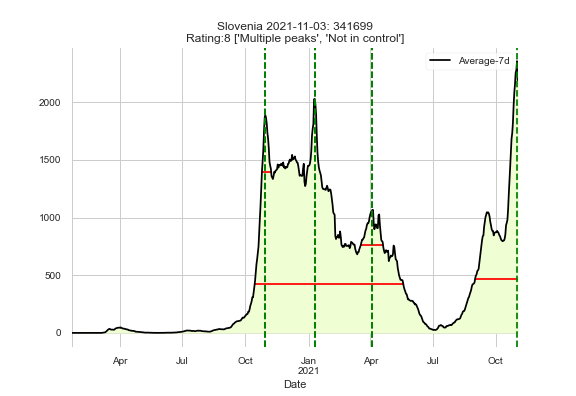 Slovenia 2021-11-03: 341699
Rating:8 ['Multiple peaks', 'Not in control']
Average-7d
2000
1500
1000
500
0
Apr Jul Oct Jan Apr Jul Oct
2021
Date